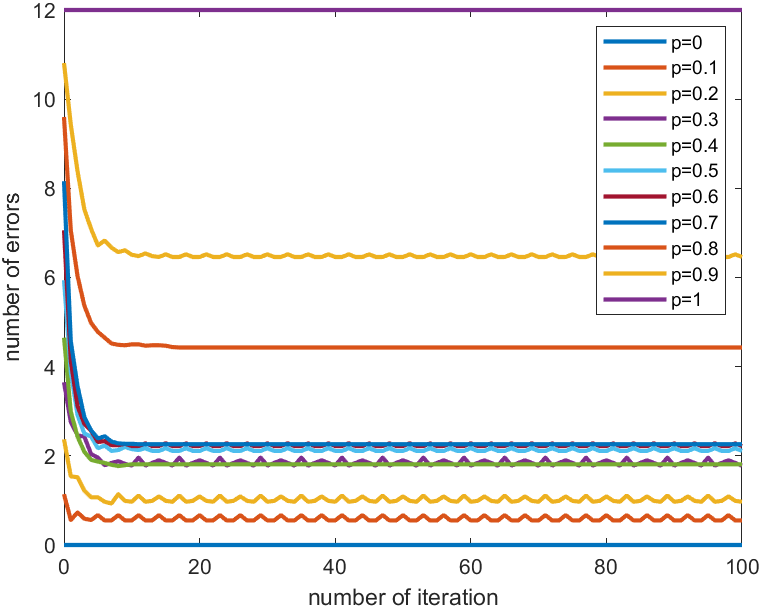 12
10
8
6
4
2
0
number of errors
p=0
p=0.1
p=0.2
p=0.3
p=0.4
p=0.5
p=0.6
p=0.7
p=0.8
p=0.9
p=1
0 20 40 60 80 100
number of iteration